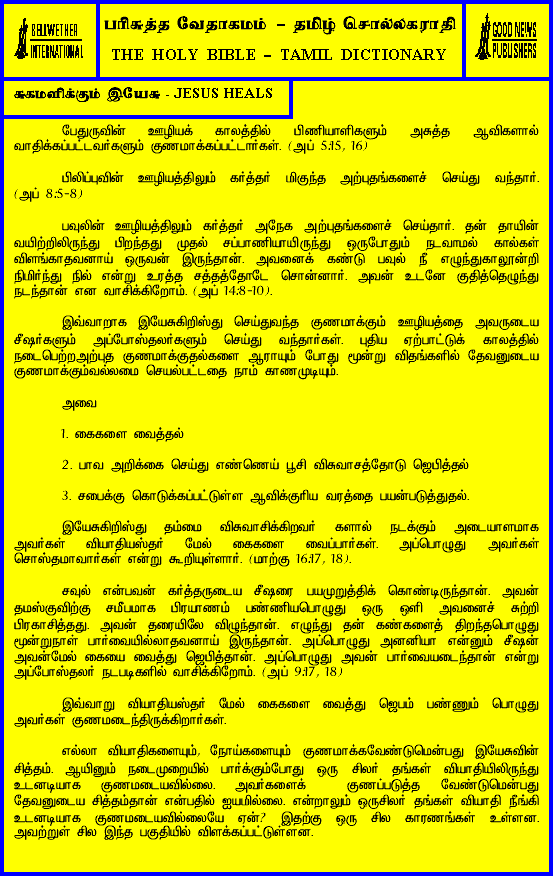 BELLWETHER
INTERNATIONAL
பரிசுத்த வேதாகமம் – தமிழ் சொல்லகராதி
THE HOLY BIBLE – TAMIL DICTIONARY
GOOD NEWS
PUBLISHERS
சுகமளிக்கும் இயேசு - JESUS HEALS
பேதுருவின் ஊழியக் காலத்தில் பிணியாளிகளும் அசுத்த ஆவிகளால்
வாதிக்கப்பட்டவர்களும் குணமாக்கப்பட்டார்கள். (அப் 5:15, 16)
பிலிப்புவின் ஊழியத்திலும் கர்த்தர் மிகுந்த அற்புதங்களைச் செய்து வந்தார்.
(அப் 8:5-8)
பவுலின் ஊழியத்திலும் கர்த்தர் அநேக அற்புதங்களைச் செய்தார். தன் தாயின்
வயிற்றிலிருந்து பிறந்தது முதல் சப்பாணியாயிருந்து ஒருபோதும் நடவாமல் கால்கள்
விளங்காதவனாய் ஒருவன் இருந்தான். அவனைக் கண்டு பவுல் நீ எழுந்துகாலூன்றி
நிமிர்ந்து நில் என்று உரத்த சத்தத்தோடே சொன்னார். அவன் உடனே குதித்தெழுந்து
நடந்தான் என வாசிக்கிறோம். (அப் 14:8-10).
இவ்வாறாக இயேசுகிறிஸ்து செய்துவந்த குணமாக்கும் ஊழியத்தை அவருடைய
சீஷர்களும் அப்போஸ்தலர்களும் செய்து வந்தார்கள். புதிய ஏற்பாட்டுக் காலத்தில்
நடைபெற்றஅற்புத குணமாக்குதல்களை ஆராயும் போது மூன்று விதங்களில் தேவனுடைய
குணமாக்கும்வல்லமை செயல்பட்டதை நாம் காணமுடியும்.
அவை
1. கைகளை வைத்தல்
2. பாவ அறிக்கை செய்து எண்ணெய் பூசி விசுவாசத்தோடு ஜெபித்தல்
3. சபைக்கு கொடுக்கப்பட்டுள்ள ஆவிக்குரிய வரத்தை பயன்படுத்துதல்.
இயேசுகிறிஸ்து தம்மை விசுவாசிக்கிறவர் களால் நடக்கும் அடையாளமாக
அவர்கள் வியாதியஸ்தர் மேல் கைகளை வைப்பார்கள். அப்பொழுது அவர்கள்
சொஸ்தமாவார்கள் என்று கூறியுள்ளார். (மாற்கு 16:17, 18).
சவுல் என்பவன் கர்த்தருடைய சீஷரை பயமுறுத்திக் கொண்டிருந்தான். அவன்
தமஸ்குவிற்கு சமீபமாக பிரயாணம் பண்ணியபொழுது ஒரு ஒளி அவனைச் சுற்றி
பிரகாசித்தது. அவன் தரையிலே விழுந்தான். எழுந்து தன் கண்களைத் திறந்தபொழுது
மூன்றுநாள் பார்வையில்லாதவனாய் இருந்தான். அப்பொழுது அனனியா என்னும் சீஷன்
அவன்மேல் கையை வைத்து ஜெபித்தான். அப்பொழுது அவன் பார்வையடைந்தான் என்று
அப்போஸ்தலர் நடபடிகளில் வாசிக்கிறோம். (அப் 9:17, 18)
இவ்வாறு வியாதியஸ்தர் மேல் கைகளை வைத்து ஜெபம் பண்ணும் பொழுது
அவர்கள் குணமடைந்திருக்கிறார்கள்.
எல்லா வியாதிகளையும், நோய்களையும் குணமாக்கவேண்டுமென்பது இயேசுவின்
சித்தம். ஆயினும் நடைமுறையில் பார்க்கும்போது ஒரு சிலர் தங்கள் வியாதியிலிருந்து
உடனடியாக குணமடையவில்லை. அவர்களைக் குணப்படுத்த வேண்டுமென்பது
தேவனுடைய சித்தம்தான் என்பதில் ஐயமில்லை. என்றாலும் ஒருசிலர் தங்கள் வியாதி நீங்கி
உடனடியாக குணமடையவில்லையே ஏன்? இதற்கு ஒரு சில காரணங்கள் உள்ளன.
அவற்றுள் சில இந்த பகுதியில் விளக்கப்பட்டுள்ளன.